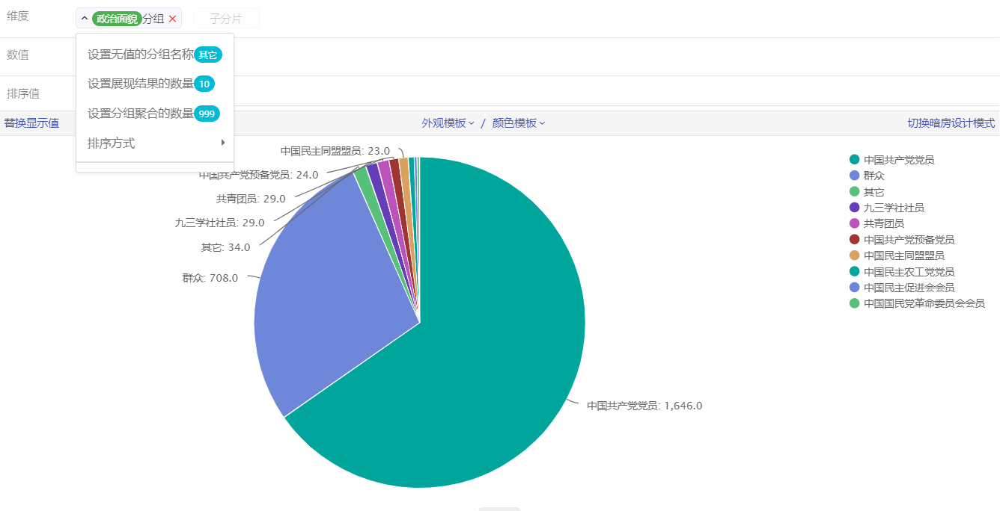 维度
政治面貌分组
子分片
设置无值的分组名称 其它
数值
设置展现结果的数量 10
排序值
设置分组聚合的数量 999
替换显示值
外观模板 / 颜色模板
切换暗房设计模式
排序方式
中国民主同盟盟员: 23.0
中国共产党预备党员: 24.0
共青团员: 29.0
九三学社社员: 29.0
其它: 34.0
群众: 708.0
中国共产党党员: 1,646.0
中国共产党党员
群众
其它
九三学社社员
共青团员
中国共产党预备党员
中国民主同盟盟员
中国民主农工党党员
中国民主促进会会员
中国国民党革命委员会会员